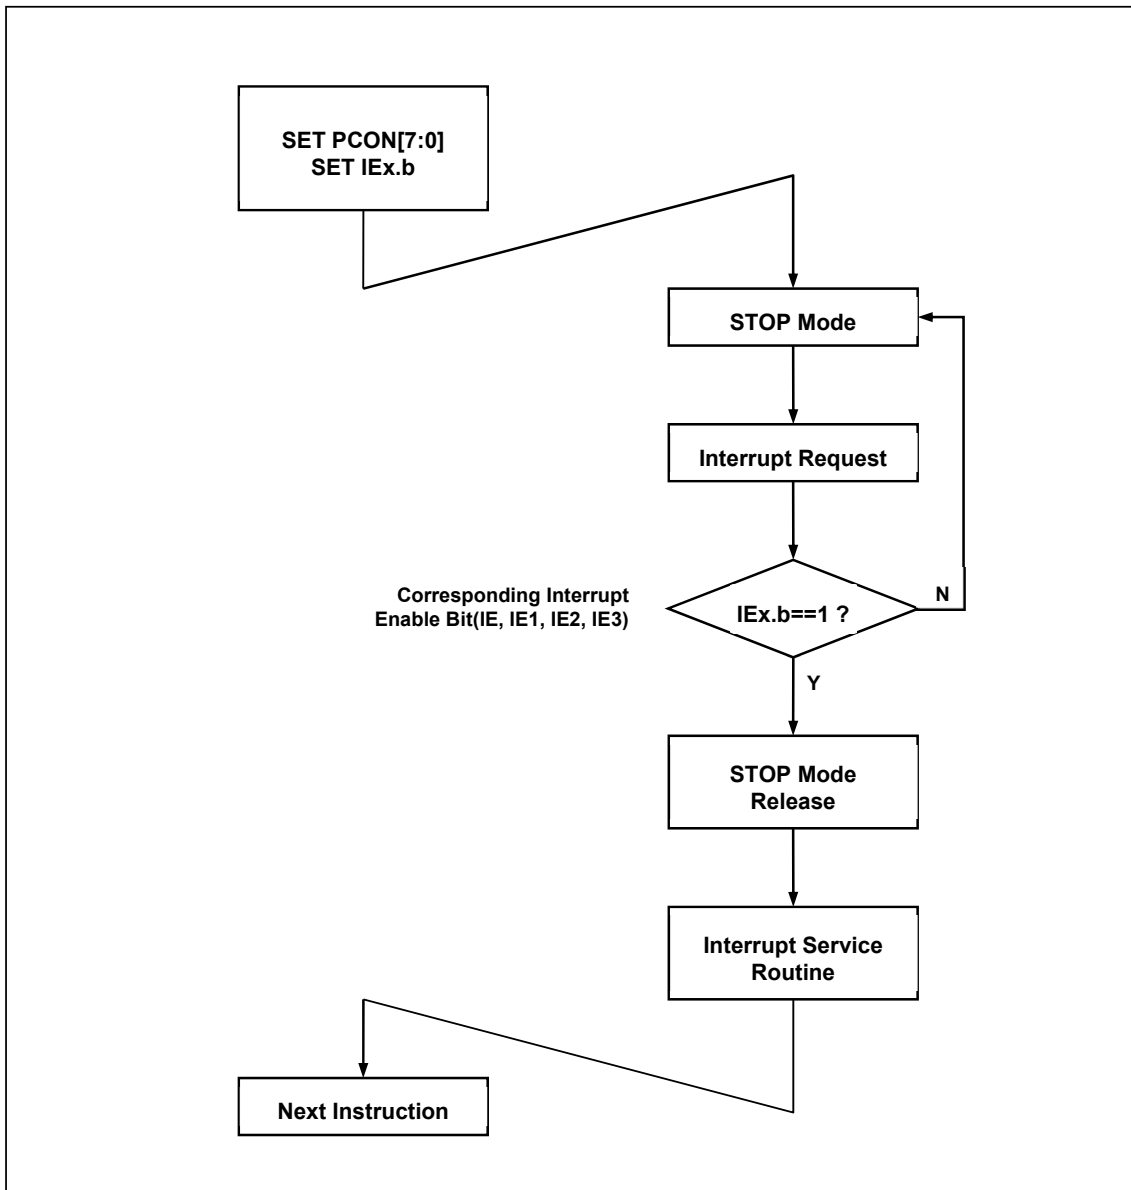 SET PCON[7:0]
SET IEx.b
STOP Mode
Interrupt Request
Corresponding Interrupt
Enable Bit(IE, IE1, IE2, IE3)
IEx.b==1 ?
N
Y
STOP Mode
Release
Interrupt Service
Routine
Next Instruction